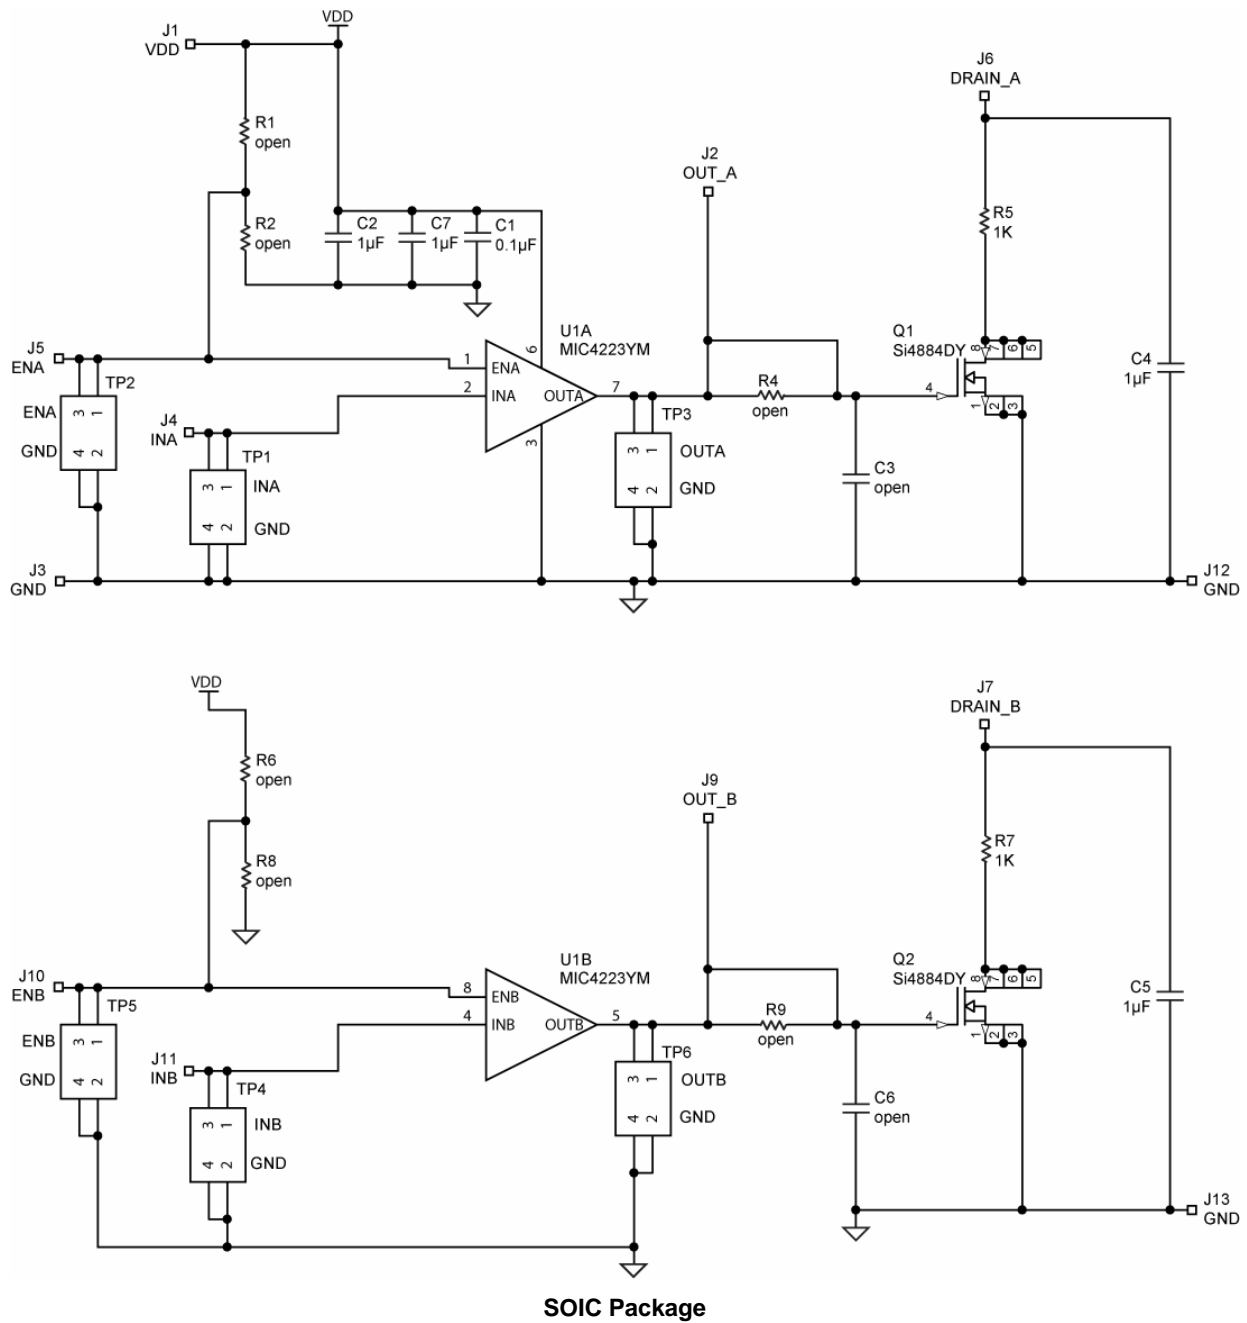 J1
VDD
VDD
R1
open
R2
open
C2
1µF
C7
1µF
C1
0.1µF
J2
OUT_A
J6
DRAIN_A
R5
1K
J5
ENA
TP2
ENA
GND
3 1
4 2
J4
INA
TP1
INA
GND
3 1
4 2
U1A
MIC4223YM
1
ENA
2
INA
OUTA
6
7
3
TP3
OUTA
GND
3 1
4 2
R4
open
C3
open
Q1
Si4884DY
8 7 6 5
4
1 2 3
C4
1µF
J3
GND
J12
GND
VDD
R6
open
R8
open
J9
OUT_B
J7
DRAIN_B
R7
1K
J10
ENB
TP5
ENB
GND
3 1
4 2
J11
INB
TP4
INB
GND
3 1
4 2
U1B
MIC4223YM
8
ENB
4
INB
OUTB
5
TP6
OUTB
GND
3 1
4 2
R9
open
C6
open
Q2
Si4884DY
8 7 6 5
4
1 2 3
C5
1µF
J13
GND
SOIC Package